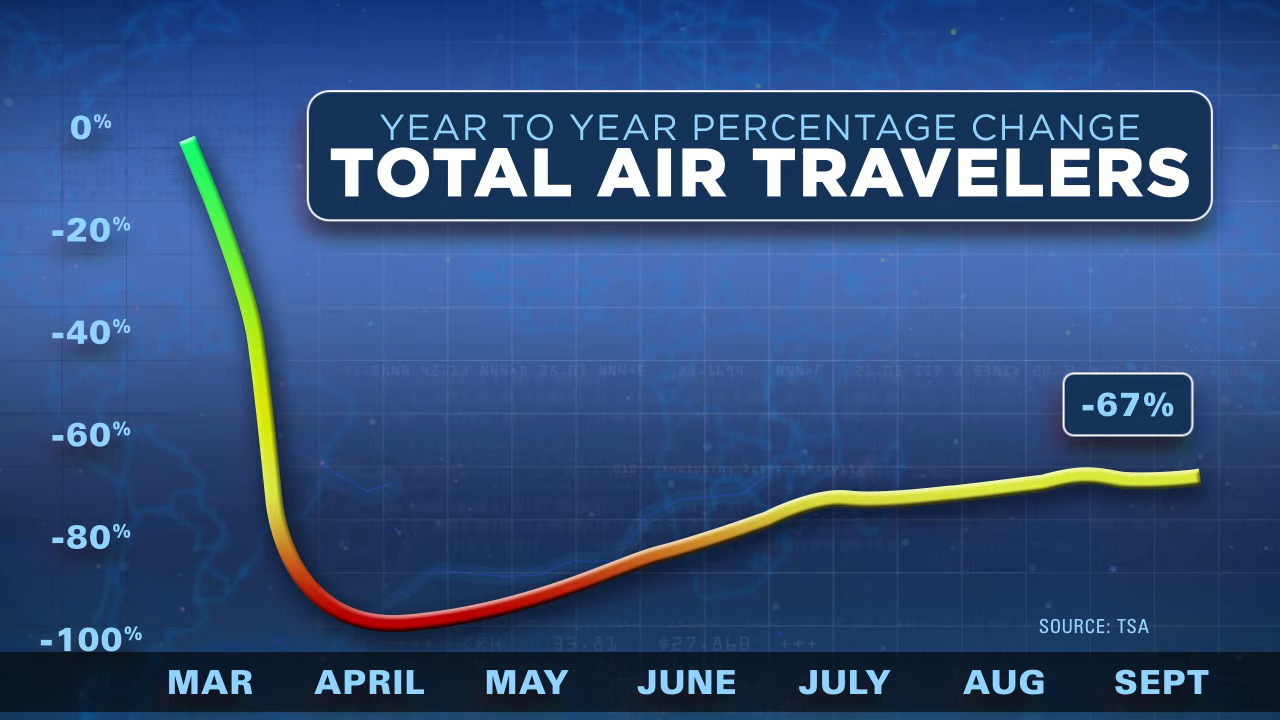 YEAR TO YEAR PERCENTAGE CHANGE
TOTAL AIR TRAVELERS
0%
-20%
-40%
-60%
-80%
-100%
-67%
SOURCE: TSA
MAR APRIL MAY JUNE JULY AUG SEPT